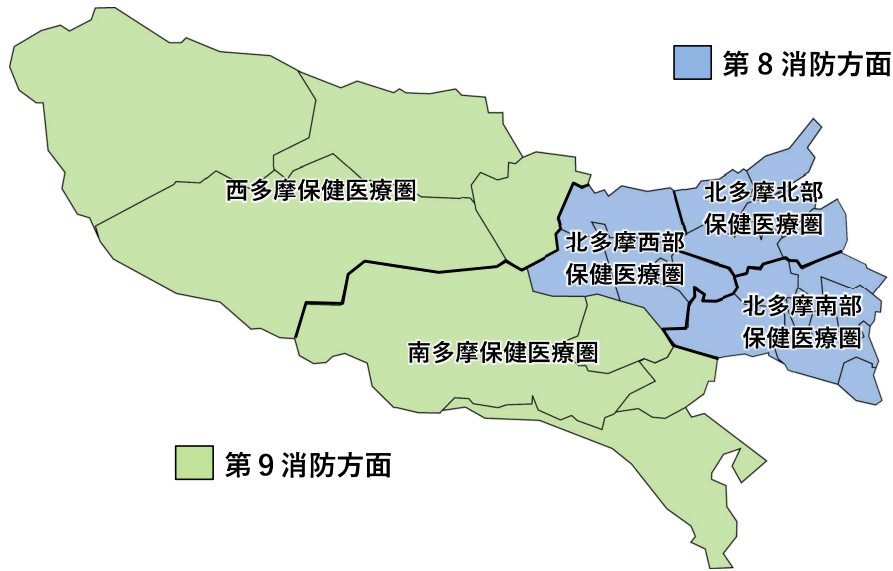 第8消防方面
西多摩保健医療圏
北多摩北部
保健医療圏
北多摩西部
保健医療圏
北多摩南部
保健医療圏
南多摩保健医療圏
第9消防方面